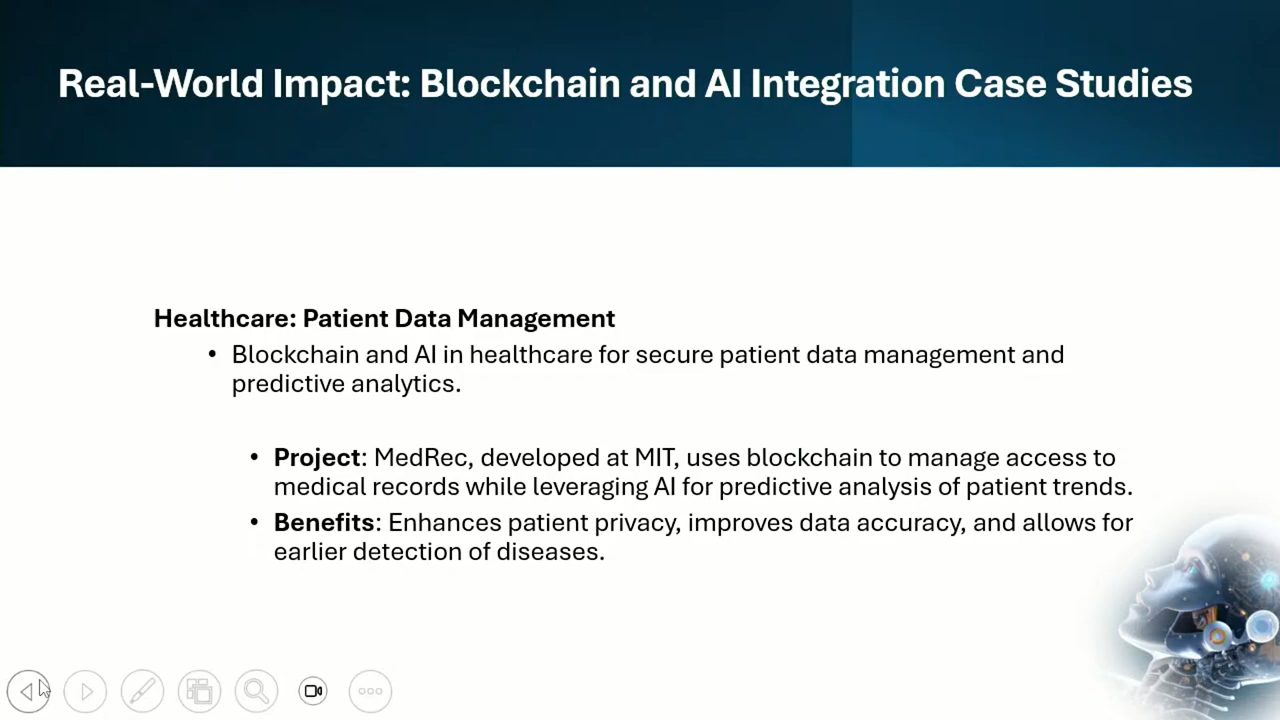 Real-World Impact: Blockchain and AI Integration Case Studies
Healthcare: Patient Data Management
• Blockchain and AI in healthcare for secure patient data management and
predictive analytics.
• Project: MedRec, developed at MIT, uses blockchain to manage access to
medical records while leveraging AI for predictive analysis of patient trends.
• Benefits: Enhances patient privacy, improves data accuracy, and allows for
earlier detection of diseases.